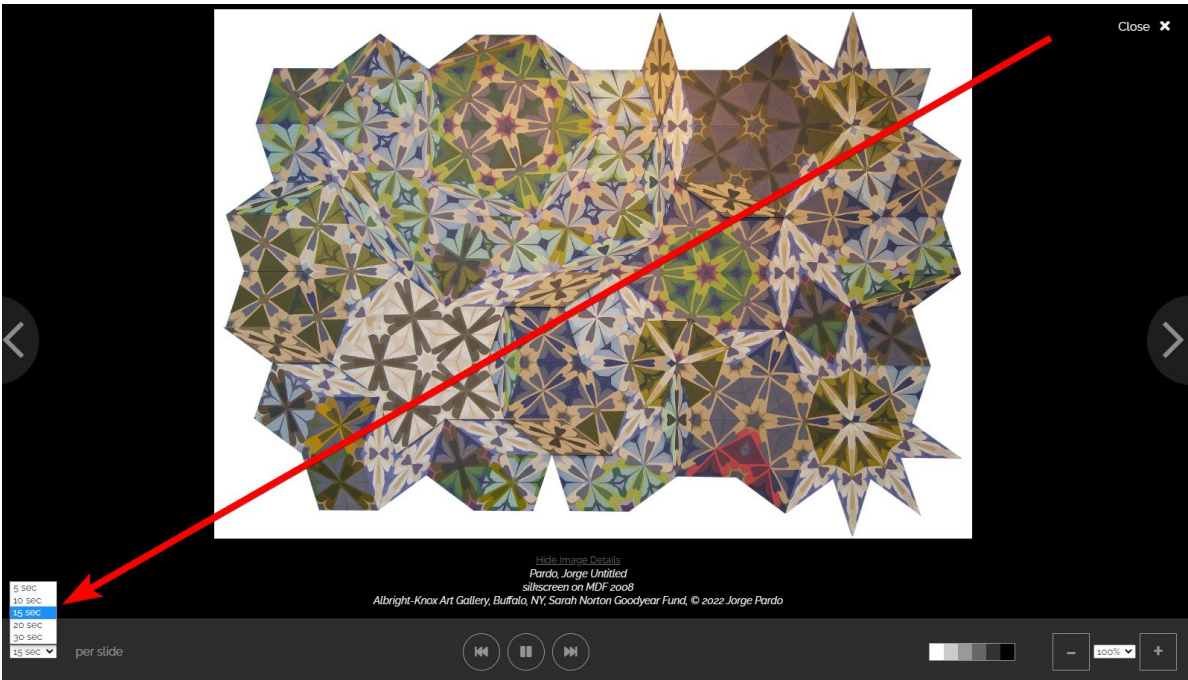 Close ✖
Hide Image Details
Pardo, Jorge Untitled
silkscreen on MDF 2008
Albright-Knox Art Gallery, Buffalo, NY, Sarah Norton Goodyear Fund, © 2022 Jorge Pardo
5 sec
10 sec
15 sec
20 sec
30 sec
15 sec per slide
100%